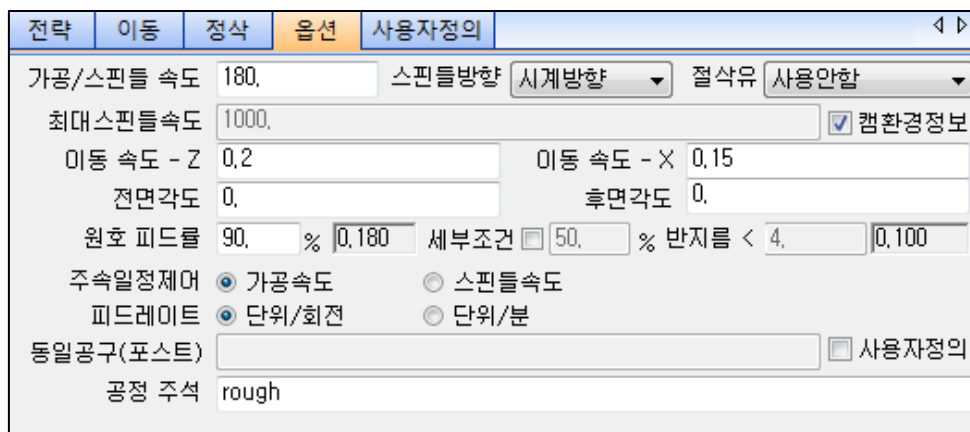 전략 이동 정삭 옵션 사용자정의
가공/스핀들 속도 180, 스핀들방향 시계방향 절삭유 사용안함
최대스핀들속도 1000, 캠환경정보
이동 속도 - Z 0,2 이동 속도 - X 0,15
전면각도 0, 후면각도 0,
원호 피드률 90, % 0,180 세부조건 50, % 반지름 < 4, 0,100
주속일정제어 가공속도 스핀들속도
피드레이트 단위/회전 단위/분
동일공구(포스트) 사용자정의
공정 주석 rough